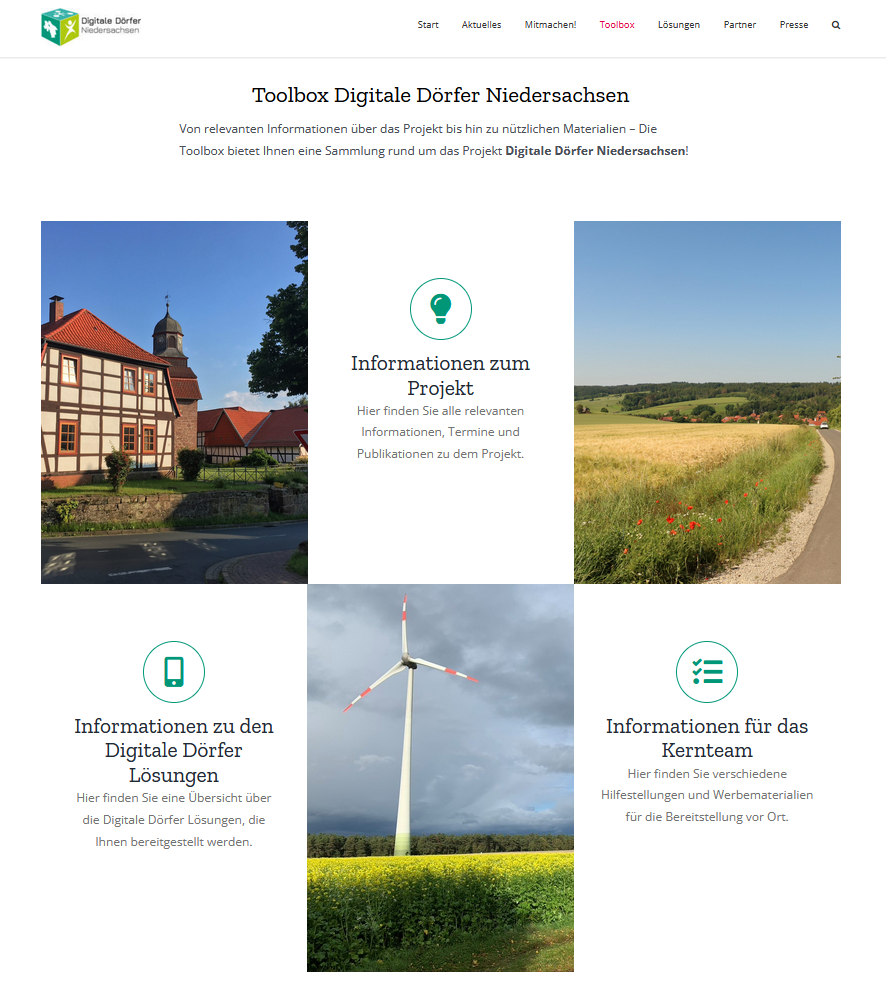 Digitale Dörfer
Niedersachsen
Start Aktuelles Mitmachen! Toolbox Lösungen Partner Presse
Toolbox Digitale Dörfer Niedersachsen
Von relevanten Informationen über das Projekt bis hin zu nützlichen Materialien – Die
Toolbox bietet Ihnen eine Sammlung rund um das Projekt Digitale Dörfer Niedersachsen!
Informationen zum
Projekt
Hier finden Sie alle relevanten
Informationen, Termine und
Publikationen zu dem Projekt.
Informationen zu den
Digitale Dörfer
Lösungen
Hier finden Sie eine Übersicht über
die Digitale Dörfer Lösungen, die
Ihnen bereitgestellt werden.
Informationen für das
Kernteam
Hier finden Sie verschiedene
Hilfestellungen und Werbematerialien
für die Bereitstellung vor Ort.